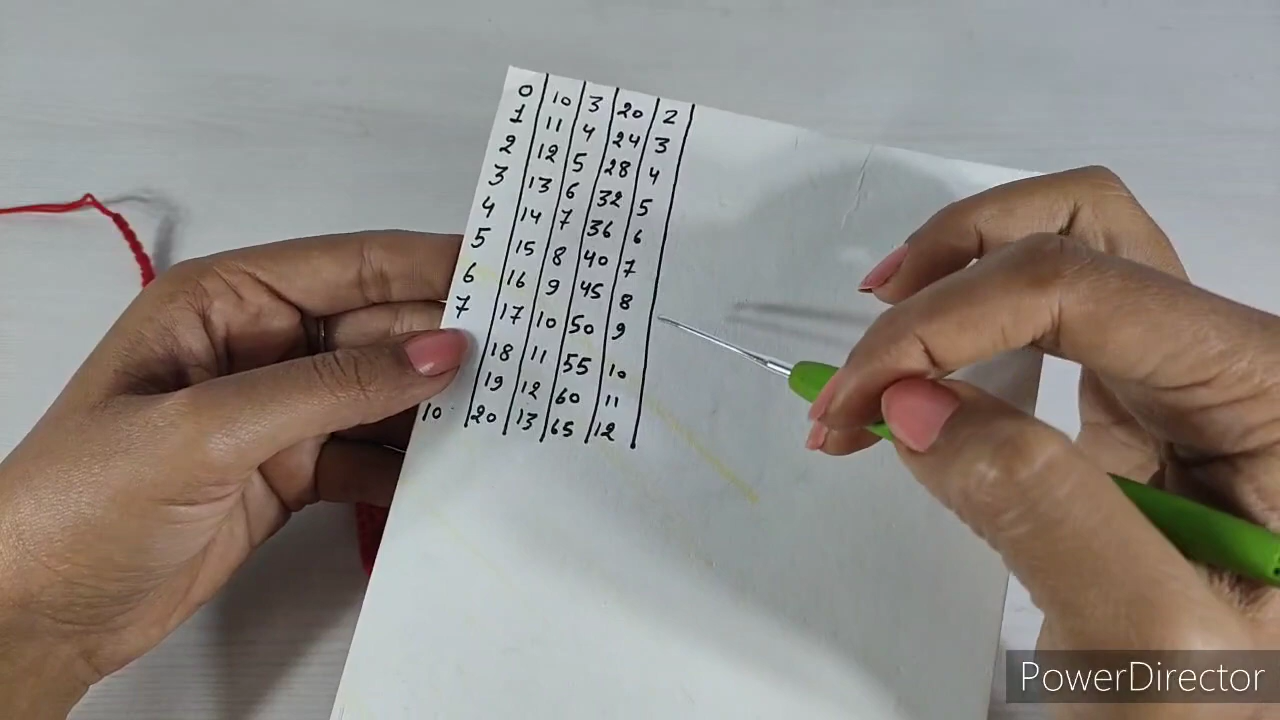 0 10 3 20 2
1 11 4 24 3
2 12 5 28 4
3 13 6 32 5
4 14 7 36 6
5 15 8 40 7
6 16 9 45 8
7 17 10 50 9
18 11 55 10
19 12 60 11
10 20 13 65 12
PowerDirector